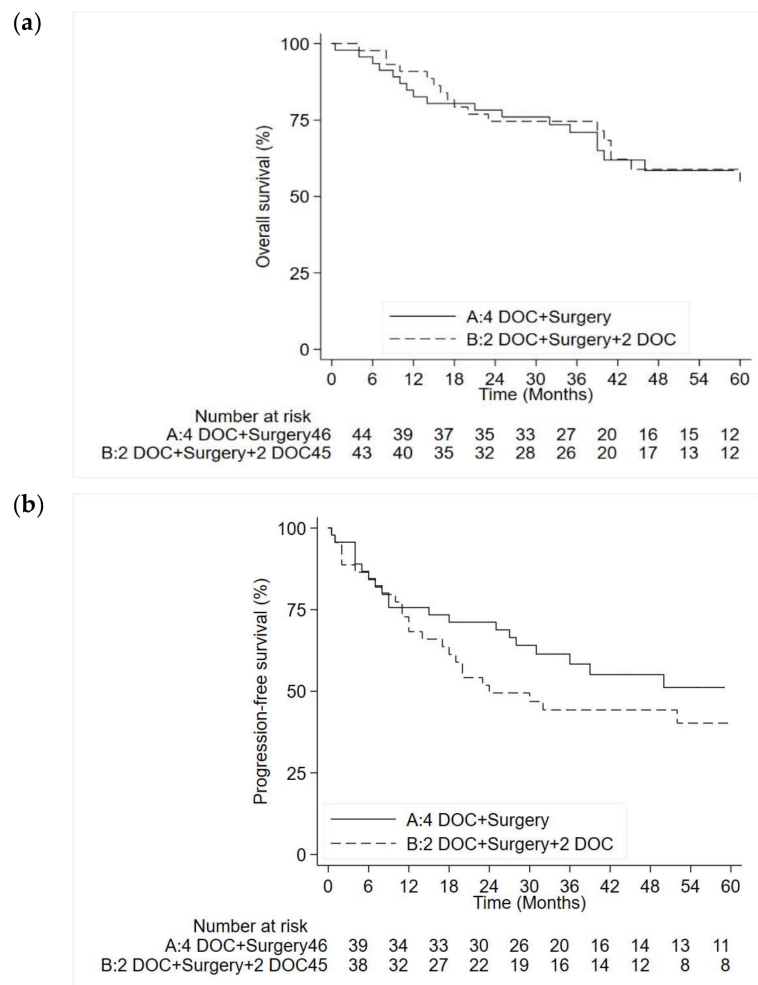 (a)
100
75
50
25
0
Overall survival (%)
A:4 DOC+Surgery
B:2 DOC+Surgery+2 DOC
0 6 12 18 24 30 36 42 48 54 60
Time (Months)
Number at risk
A:4 DOC+Surgery46 44 39 37 35 33 27 20 16 15 12
B:2 DOC+Surgery+2 DOC45 43 40 35 32 28 26 20 17 13 12
(b)
100
75
50
25
0
Progression-free survival (%)
A:4 DOC+Surgery
B:2 DOC+Surgery+2 DOC
0 6 12 18 24 30 36 42 48 54 60
Time (Months)
Number at risk
A:4 DOC+Surgery46 39 34 33 30 26 20 16 14 13 11
B:2 DOC+Surgery+2 DOC45 38 32 27 22 19 16 14 12 8 8